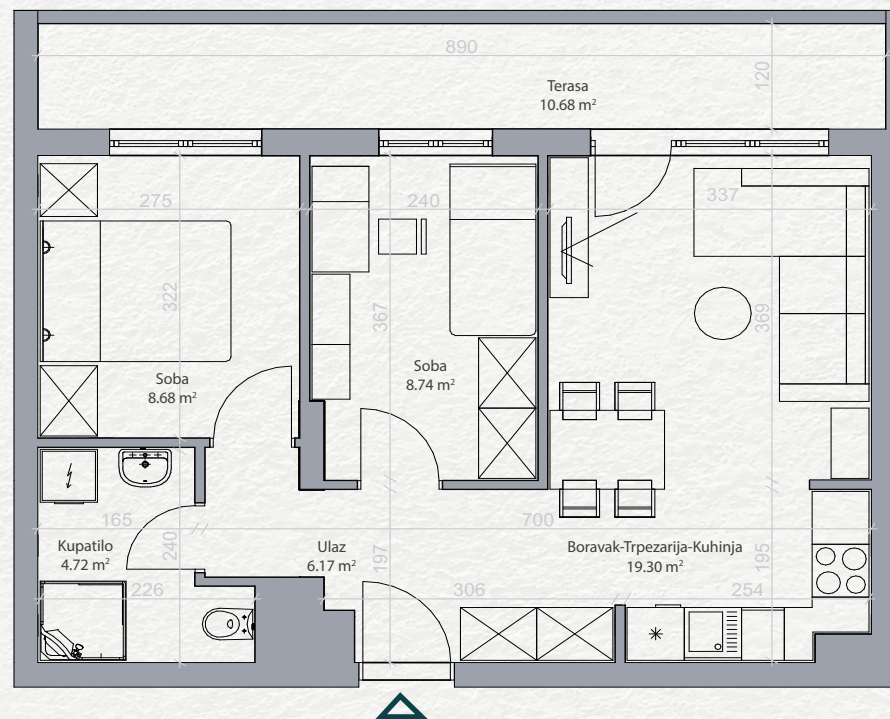 890
120
Terasa
10.68 m²
275
240
337
322
367
369
Soba
8.68 m²
Soba
8.74 m²
165
700
240
197
195
Kupatilo
4.72 m²
Ulaz
6.17 m²
Boravak-Trpezarija-Kuhinja
19.30 m²
226
306
254